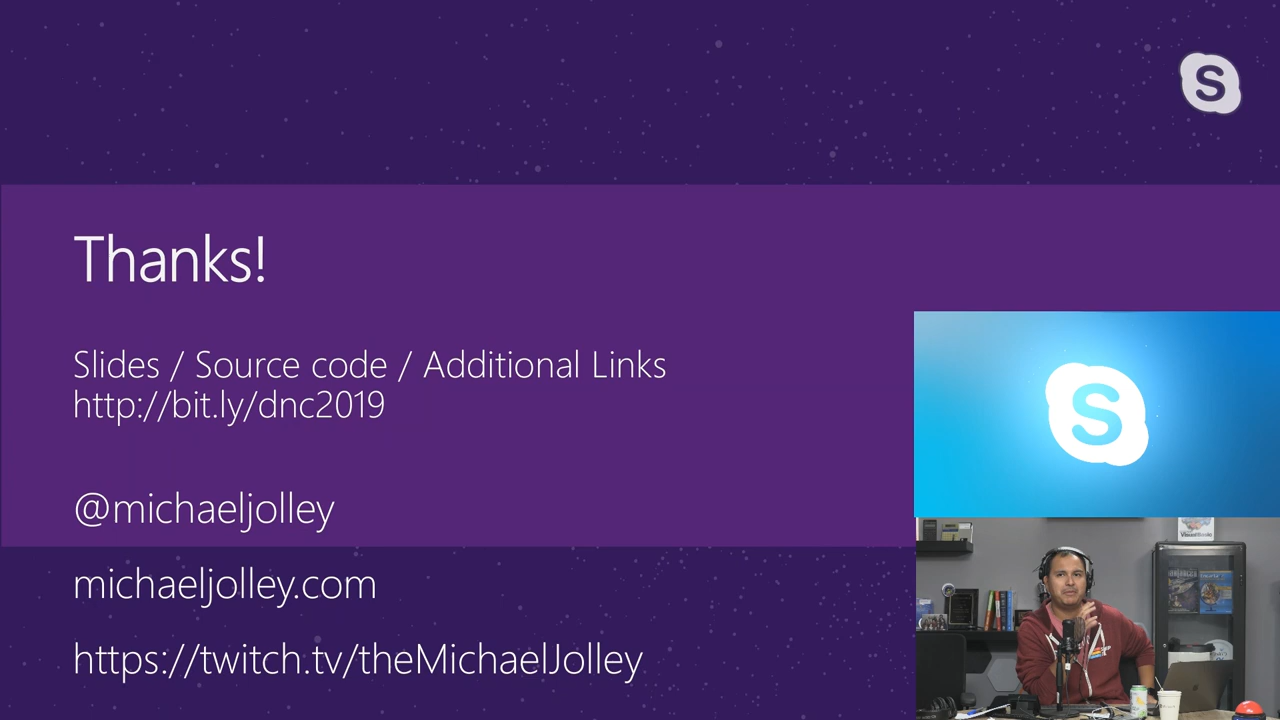 S
Thanks!
Slides / Source code / Additional Links
http://bit.ly/dnc2019
@michaeljolley
michaeljolley.com
https://twitch.tv/theMichaelJolley
S